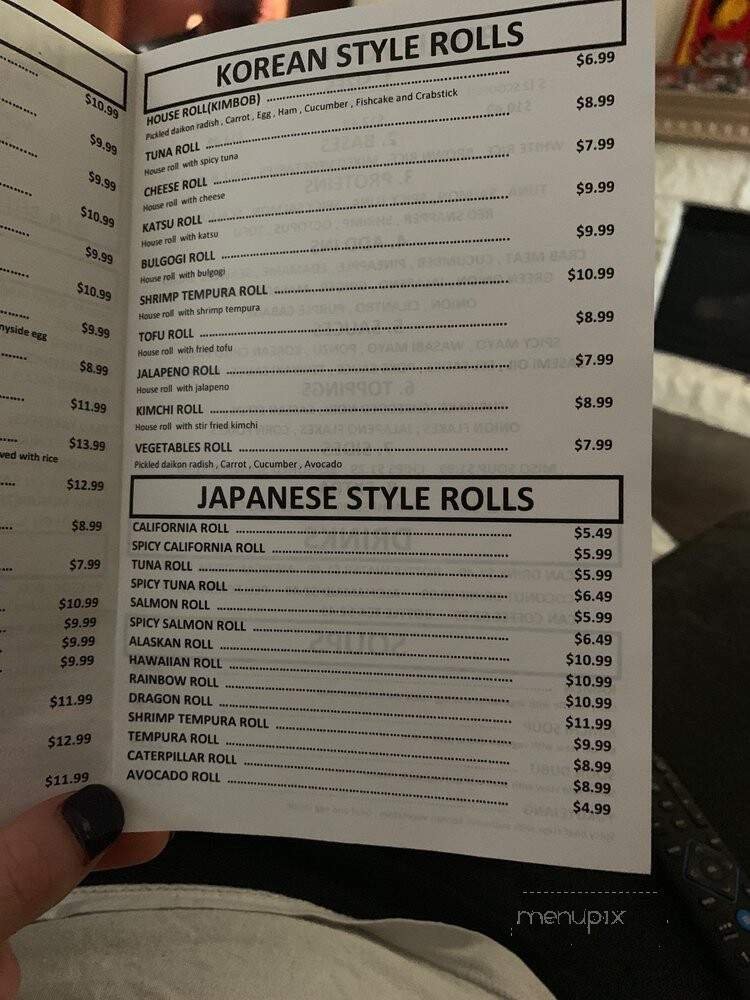 $10.99
$9.99
$9.99
$10.99
$9.99
$10.99
$9.99
nyside egg
$8.99
$11.99
$13.99
ved with rice
$12.99
$8.99
$7.99
$10.99
$9.99
$9.99
$9.99
$11.99
$12.99
$11.99
KOREAN STYLE ROLLS
HOUSE ROLL(KIMBOB) $6.99
Pickled daikon radish , Carrot , Egg , Ham , Cucumber , Fishcake and Crabstick
TUNA ROLL $8.99
House roll with spicy tuna
CHEESE ROLL $7.99
House roll with cheese
KATSU ROLL $9.99
House roll with katsu
BULGOGI ROLL $9.99
House roll with bulgogi
SHRIMP TEMPURA ROLL $10.99
House roll with shrimp tempura
TOFU ROLL $8.99
House roll with fried tofu
JALAPENO ROLL $7.99
House roll with jalapeno
KIMCHI ROLL $8.99
House roll with stir fried kimchi
VEGETABLES ROLL $7.99
Pickled daikon radish , Carrot , Cucumber , Avocado
JAPANESE STYLE ROLLS
CALIFORNIA ROLL $5.49
SPICY CALIFORNIA ROLL $5.99
TUNA ROLL $5.99
SPICY TUNA ROLL $6.49
SALMON ROLL $5.99
SPICY SALMON ROLL $6.49
ALASKAN ROLL $10.99
HAWAIIAN ROLL $10.99
RAINBOW ROLL $10.99
DRAGON ROLL $11.99
SHRIMP TEMPURA ROLL $9.99
TEMPURA ROLL $8.99
CATERPILLAR ROLL $8.99
AVOCADO ROLL $4.99
menupix